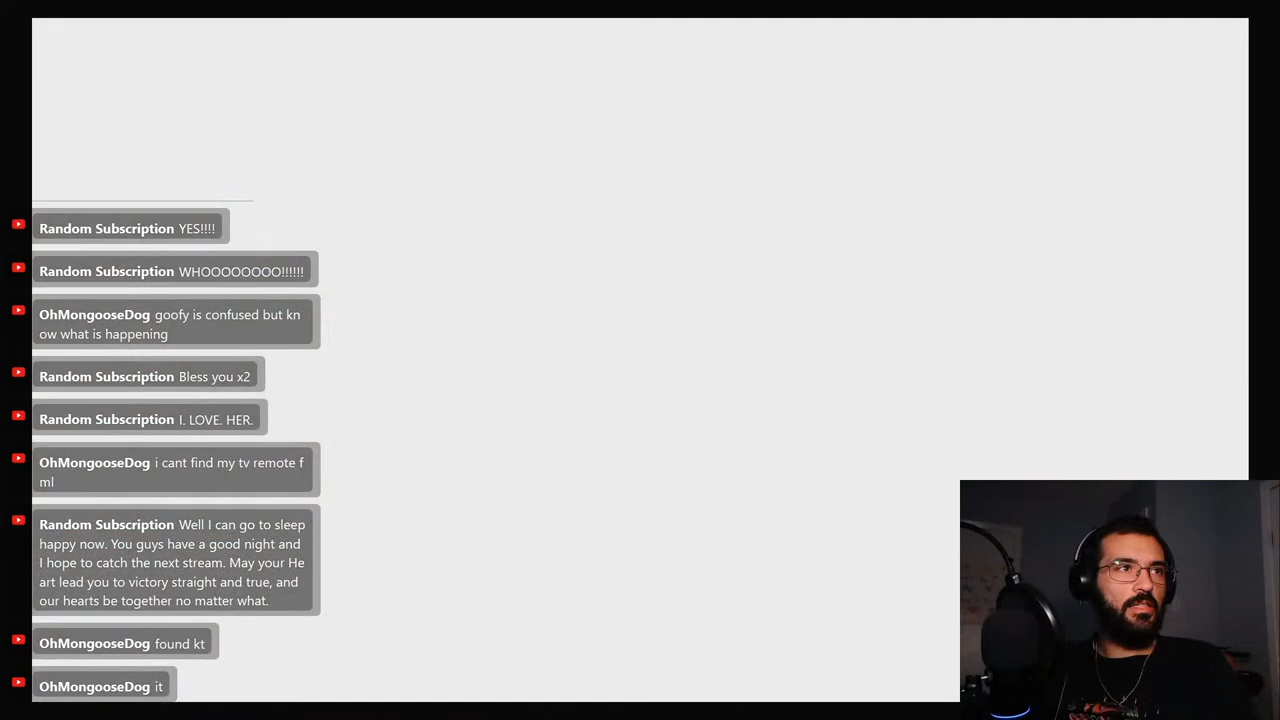 Random Subscription YES!!!!
Random Subscription WHOOOOOOOO!!!!!!
OhMongooseDog goofy is confused but kn
ow what is happening
Random Subscription Bless you x2
Random Subscription I. LOVE. HER.
OhMongooseDog i cant find my tv remote f
ml
Random Subscription Well I can go to sleep
happy now. You guys have a good night and
I hope to catch the next stream. May your He
art lead you to victory straight and true, and
our hearts be together no matter what.
OhMongooseDog found kt
OhMongooseDog it